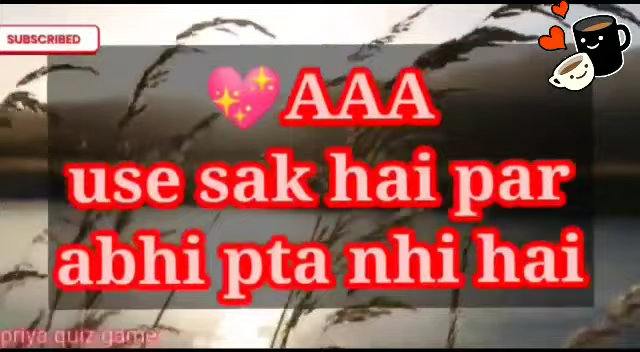 SUBSCRIBED
💖AAA
use sak hai par
abhi pta nhi hai
priya quiz game